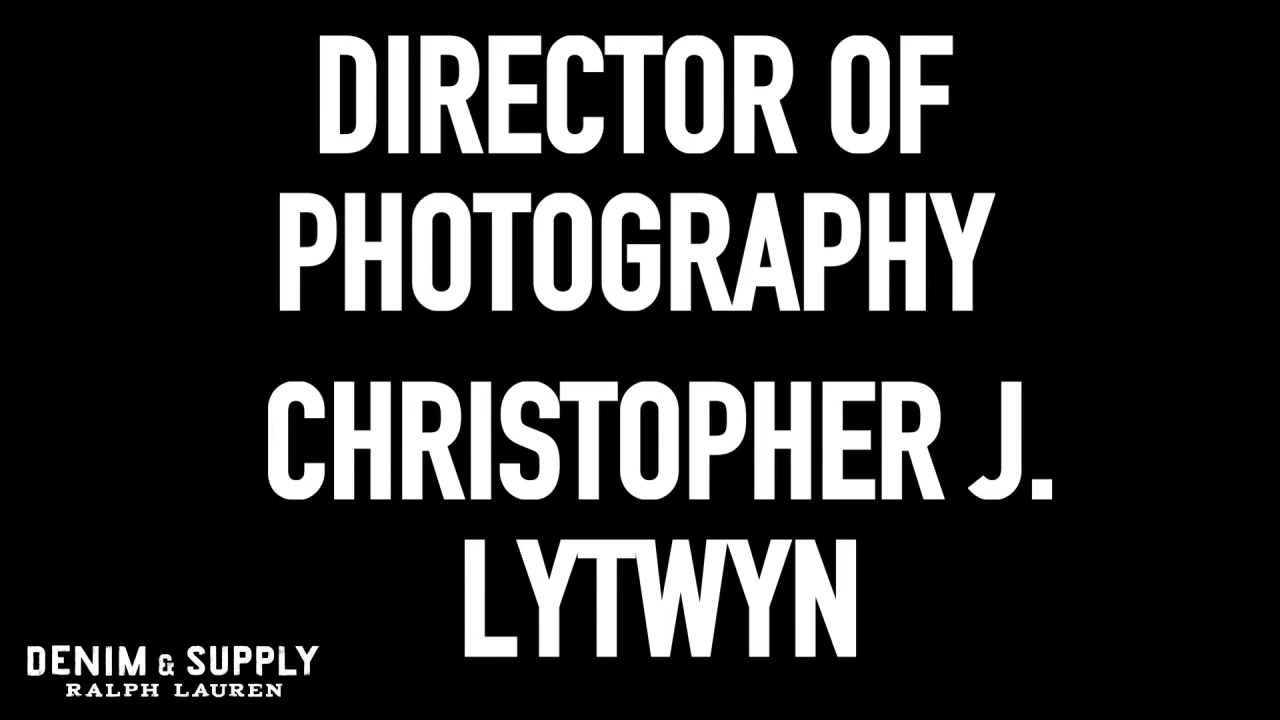 DIRECTOR OF
PHOTOGRAPHY
CHRISTOPHER J.
LYTWYN
DENIM & SUPPLY
RALPH LAUREN